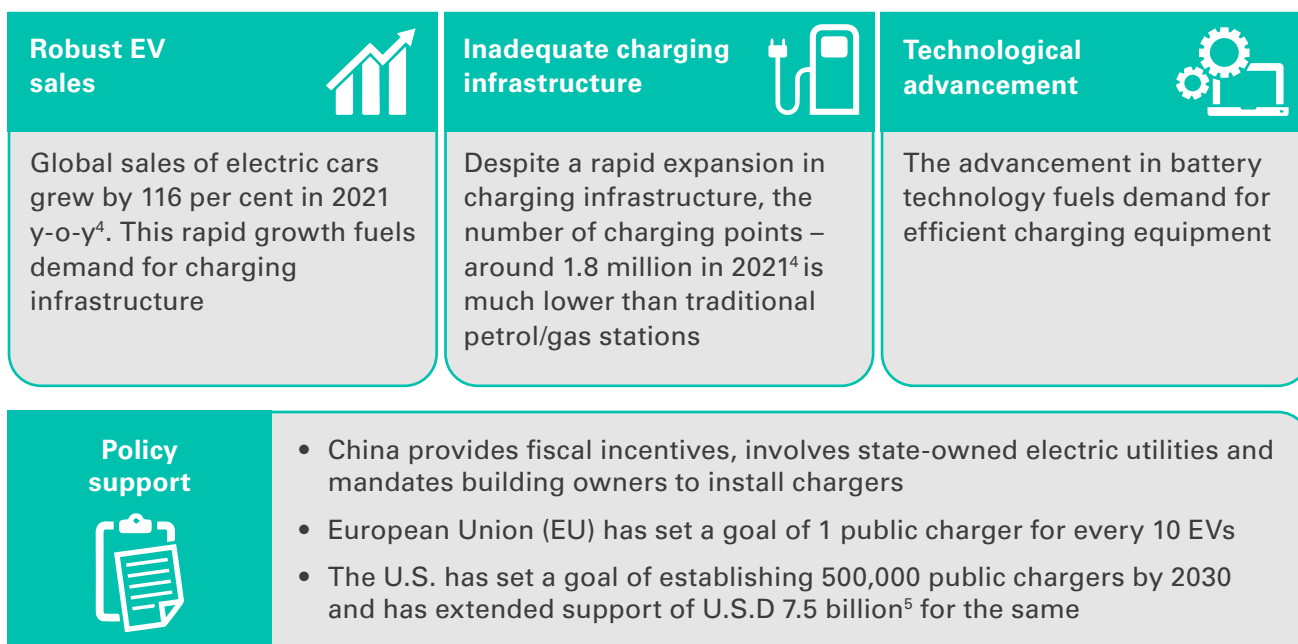 Robust EV
sales
Global sales of electric cars
grew by 116 per cent in 2021
y-o-y⁴. This rapid growth fuels
demand for charging
infrastructure
Inadequate charging
infrastructure
Despite a rapid expansion in
charging infrastructure, the
number of charging points –
around 1.8 million in 2021⁴ is
much lower than traditional
petrol/gas stations
Technological
advancement
The advancement in battery
technology fuels demand for
efficient charging equipment
Policy
support
• China provides fiscal incentives, involves state-owned electric utilities and
mandates building owners to install chargers
• European Union (EU) has set a goal of 1 public charger for every 10 EVs
• The U.S. has set a goal of establishing 500,000 public chargers by 2030
and has extended support of U.S.D 7.5 billion⁵ for the same